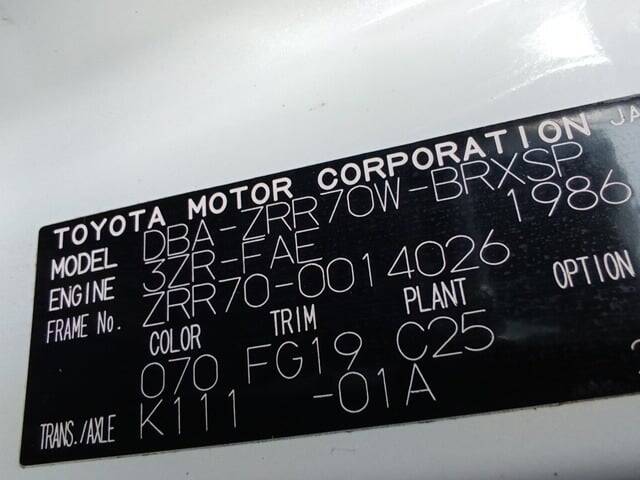 TOYOTA MOTOR CORPORATION JA
MODEL DBA-ZRR70W-BRXSP
ENGINE 3ZR-FAE 1986
FRAME No. ZRR70-0014026
COLOR TRIM PLANT OPTION
070 FG19 C25
TRANS./AXLE K111 -01A